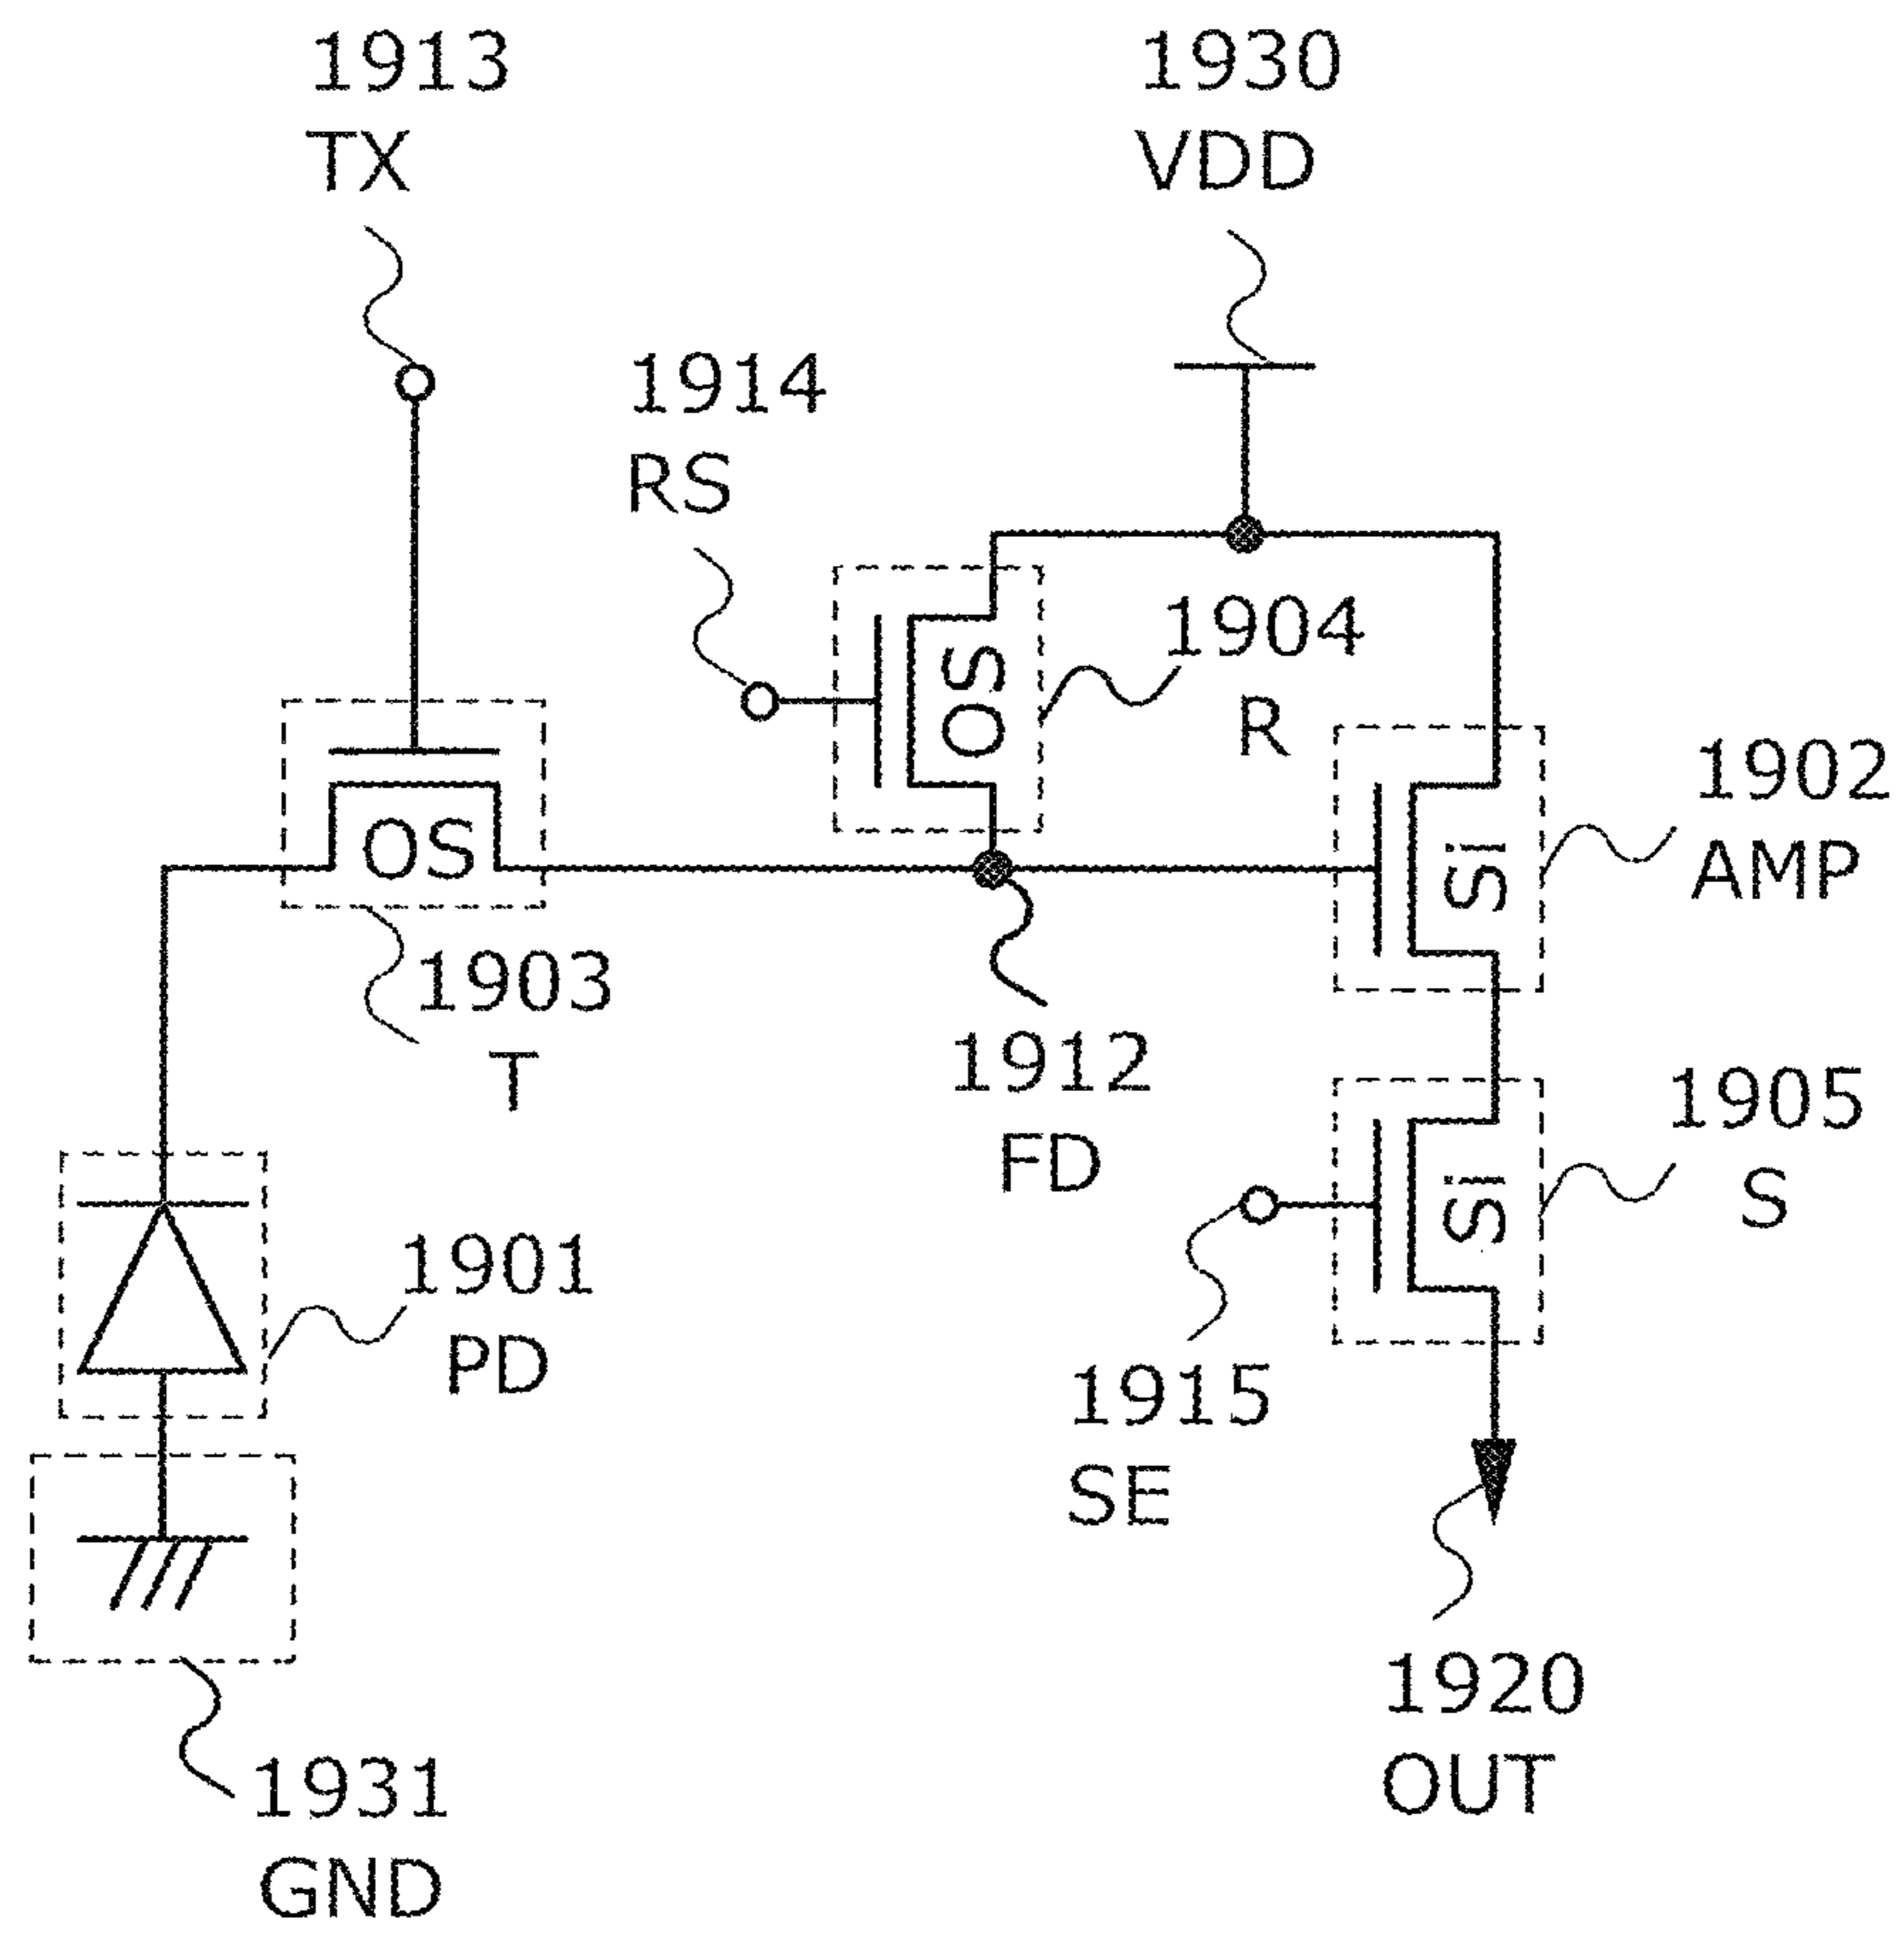 1913
TX
1930
VDD
1914
RS
OS
1904
R
1902
AMP
Si
OS
1903
T
1912
FD
1905
S
Si
1901
PD
1915
SE
1920
OUT
1931
GND